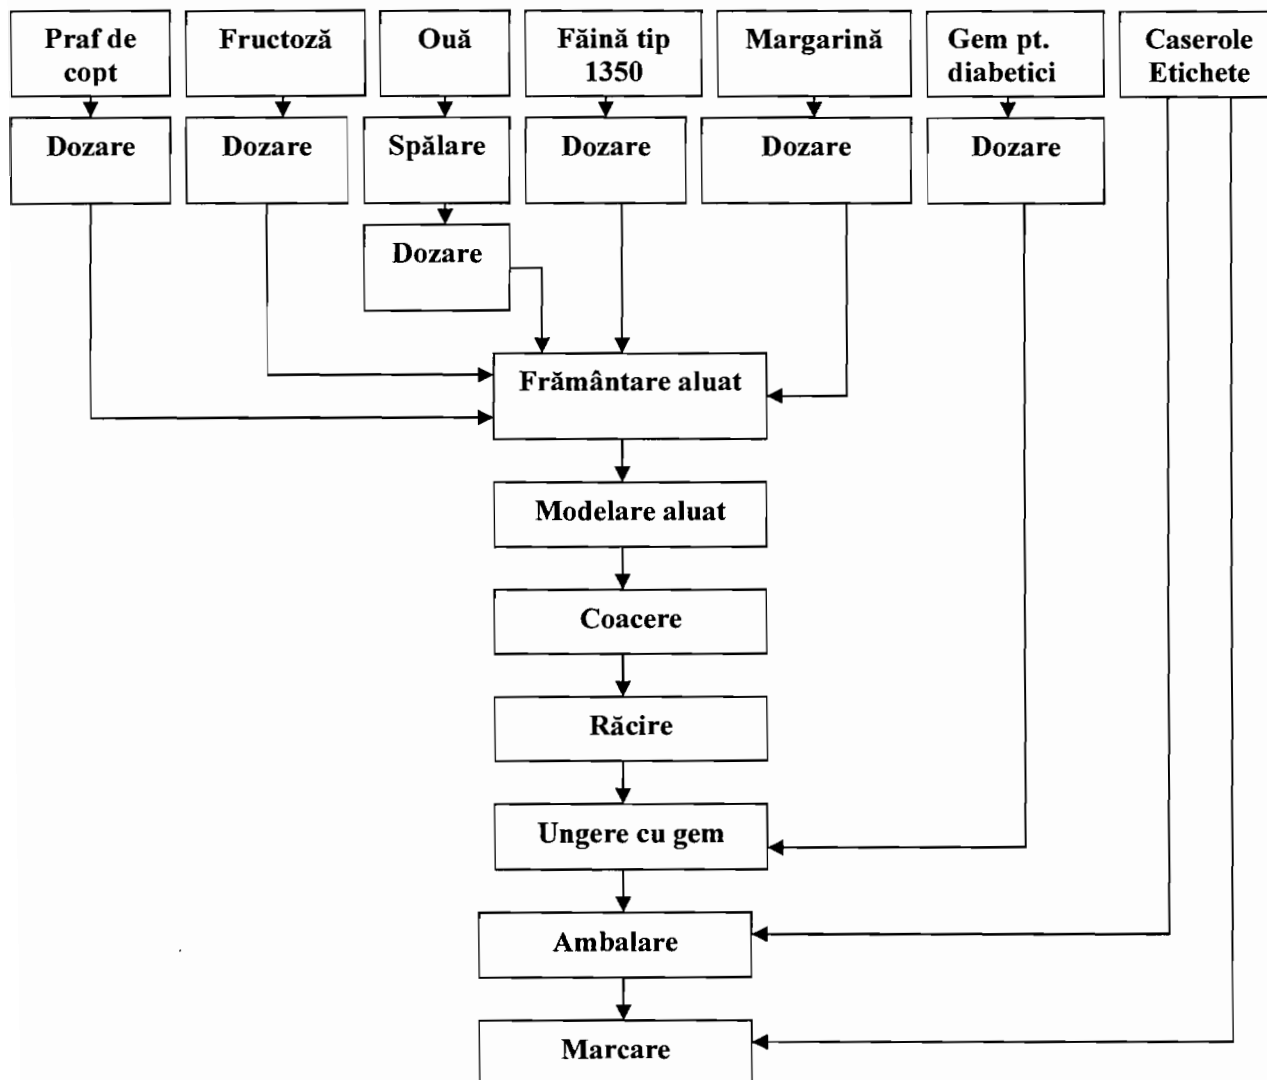 Praf de
copt
Fructoză
Ouă
Făină tip
1350
Margarină
Gem pt.
diabetici
Caserole
Etichete
Dozare
Dozare
Spălare
Dozare
Dozare
Dozare
Dozare
Frământare aluat
Modelare aluat
Coacere
Răcire
Ungere cu gem
Ambalare
Marcare